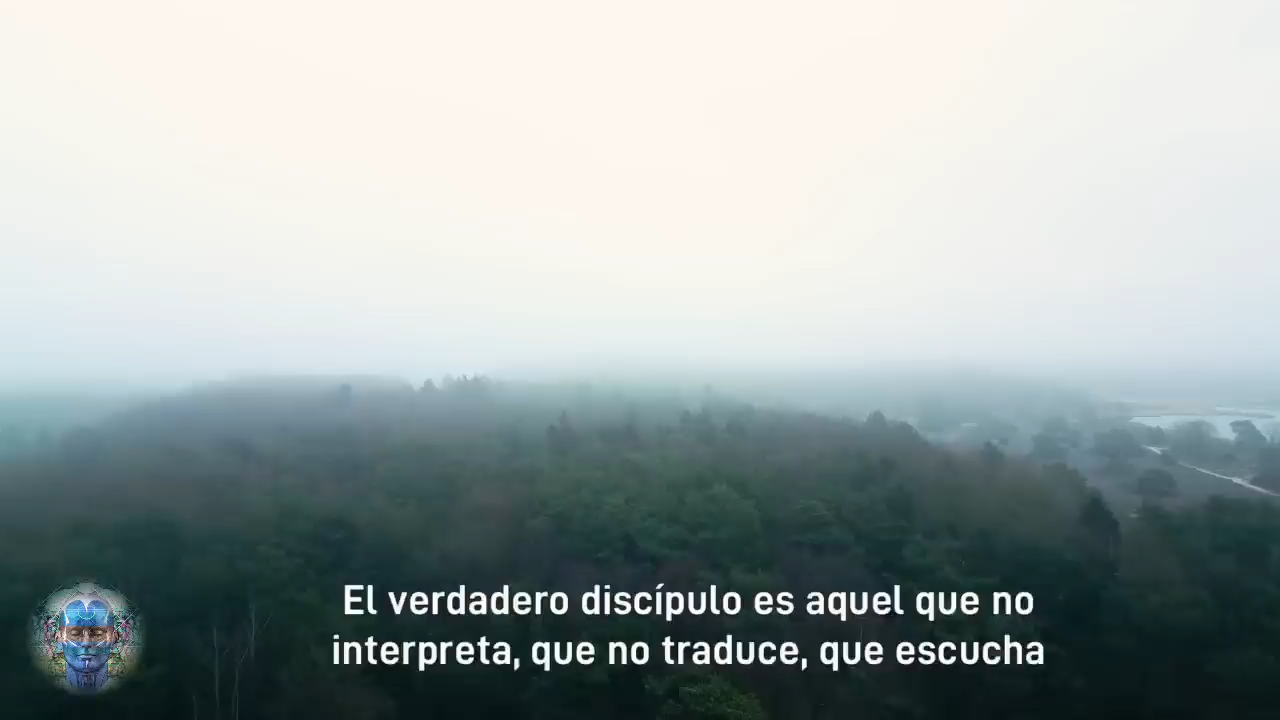 El verdadero discípulo es aquel que no
interpreta, que no traduce, que escucha